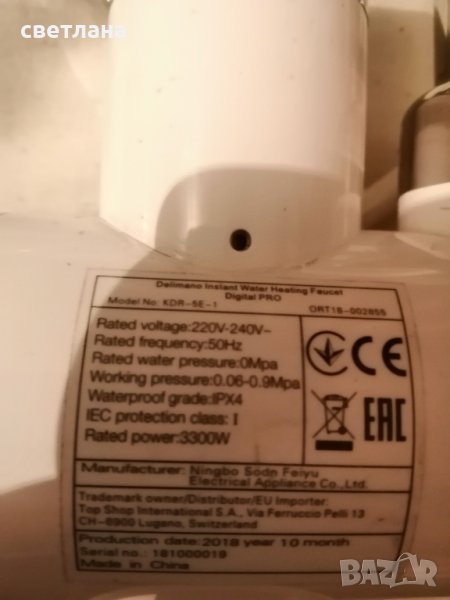 светлана
Delimano Instant Water Heating Faucet
Digital PRO
Model No: KDR-5E-1
ORT18-002856
Rated voltage:220V-240V~
Rated frequency:50Hz
Rated water pressure:0Mpa
Working pressure:0.06-0.9Mpa
Waterproof grade:IPX4
IEC protection class: I
Rated power:3300W
CE
EAC
Manufacturer: Ningbo Sodn Feiyu
Electrical Appliance Co.,Ltd.
Trademark owner/Distributor/EU Importer:
Top Shop International S.A., Via Ferruccio Pelli 13
CH-6900 Lugano, Switzerland
Production date:2018 year 10 month
Serial no.: 181000019
Made in China
BAZAR